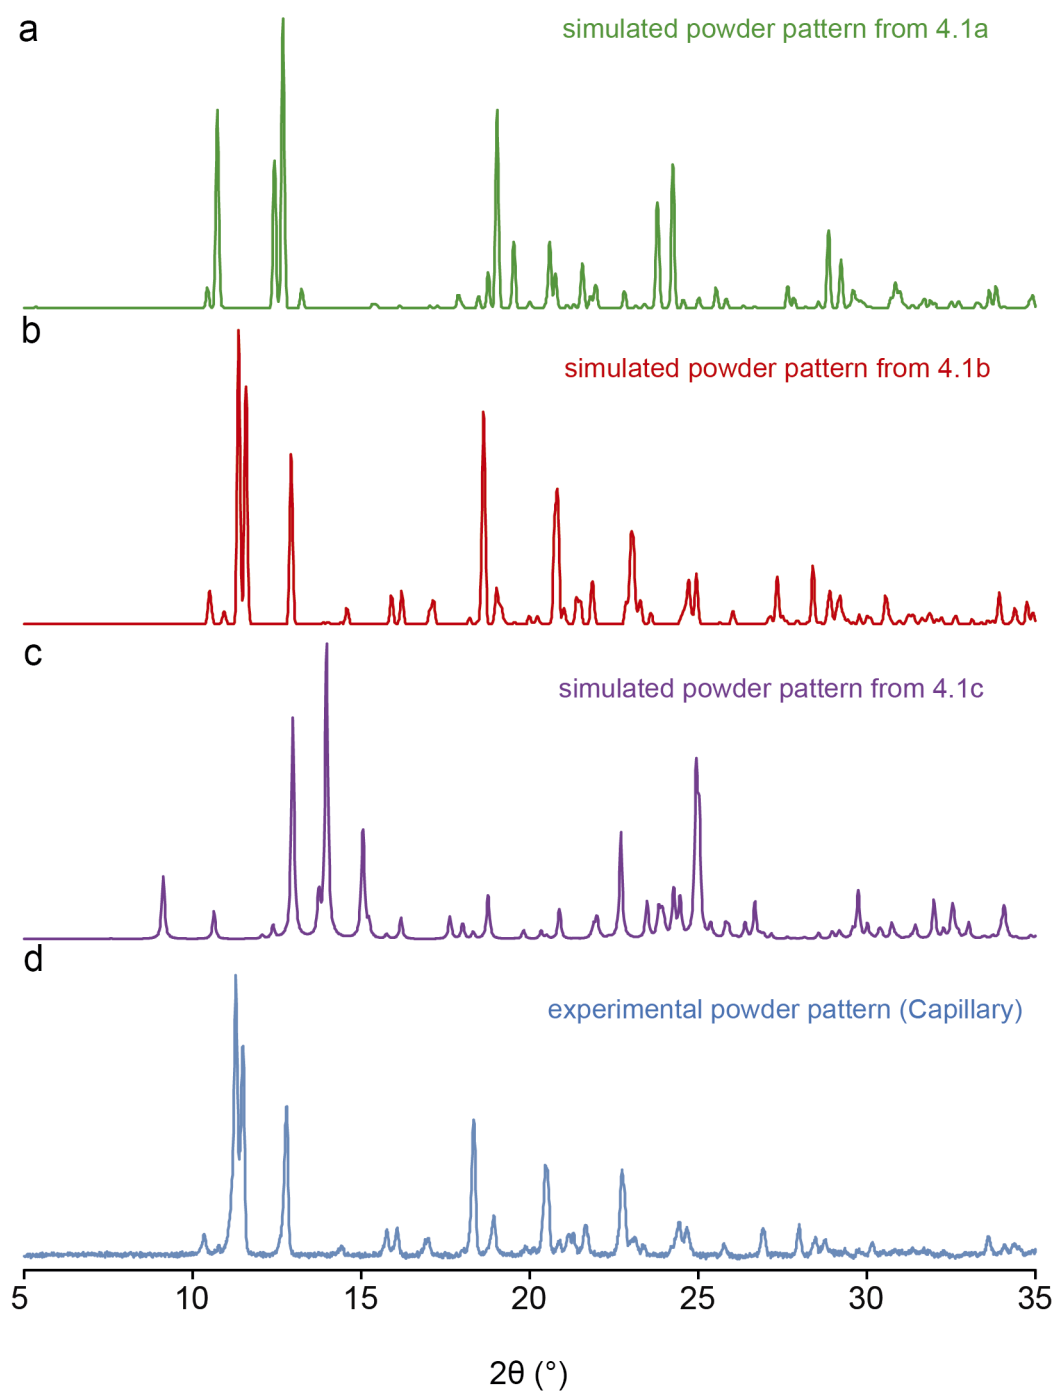 a
simulated powder pattern from 4.1a
b
simulated powder pattern from 4.1b
c
simulated powder pattern from 4.1c
d
experimental powder pattern (Capillary)
5 10 15 20 25 30 35
2θ (°)